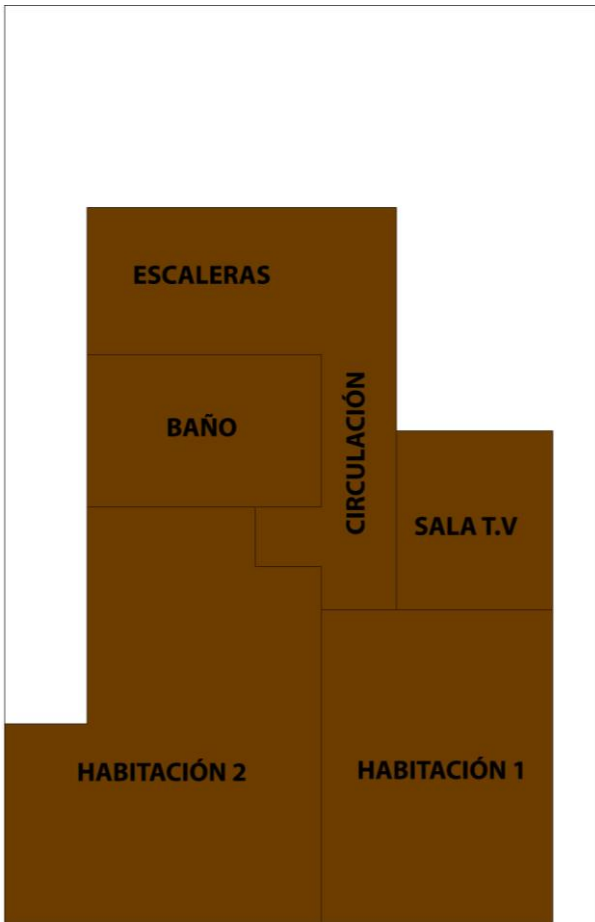 ESCALERAS
BAÑO
CIRCULACIÓN
SALA T.V
HABITACIÓN 2
HABITACIÓN 1